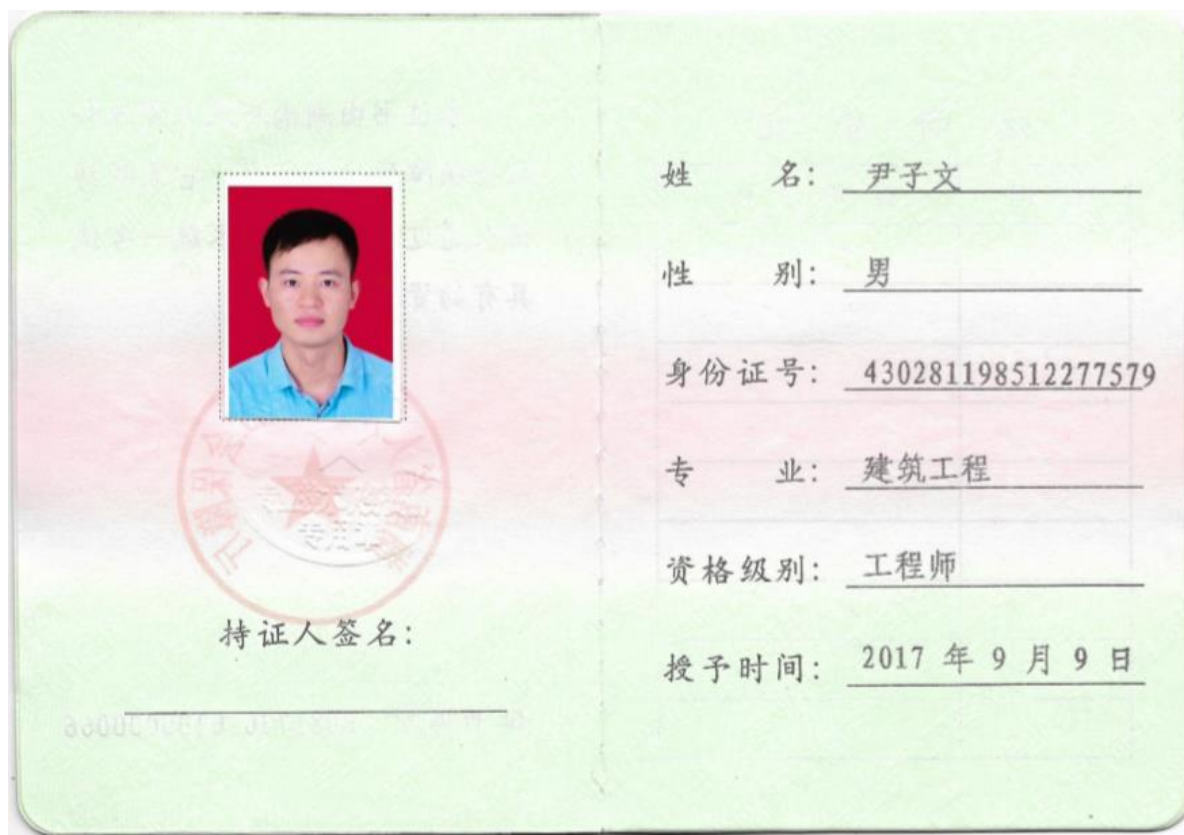 持证人签名:
姓 名: 尹子文
性 别: 男
身份证号: 430281198512277579
专 业: 建筑工程
资格级别: 工程师
授予时间: 2017 年 9 月 9 日